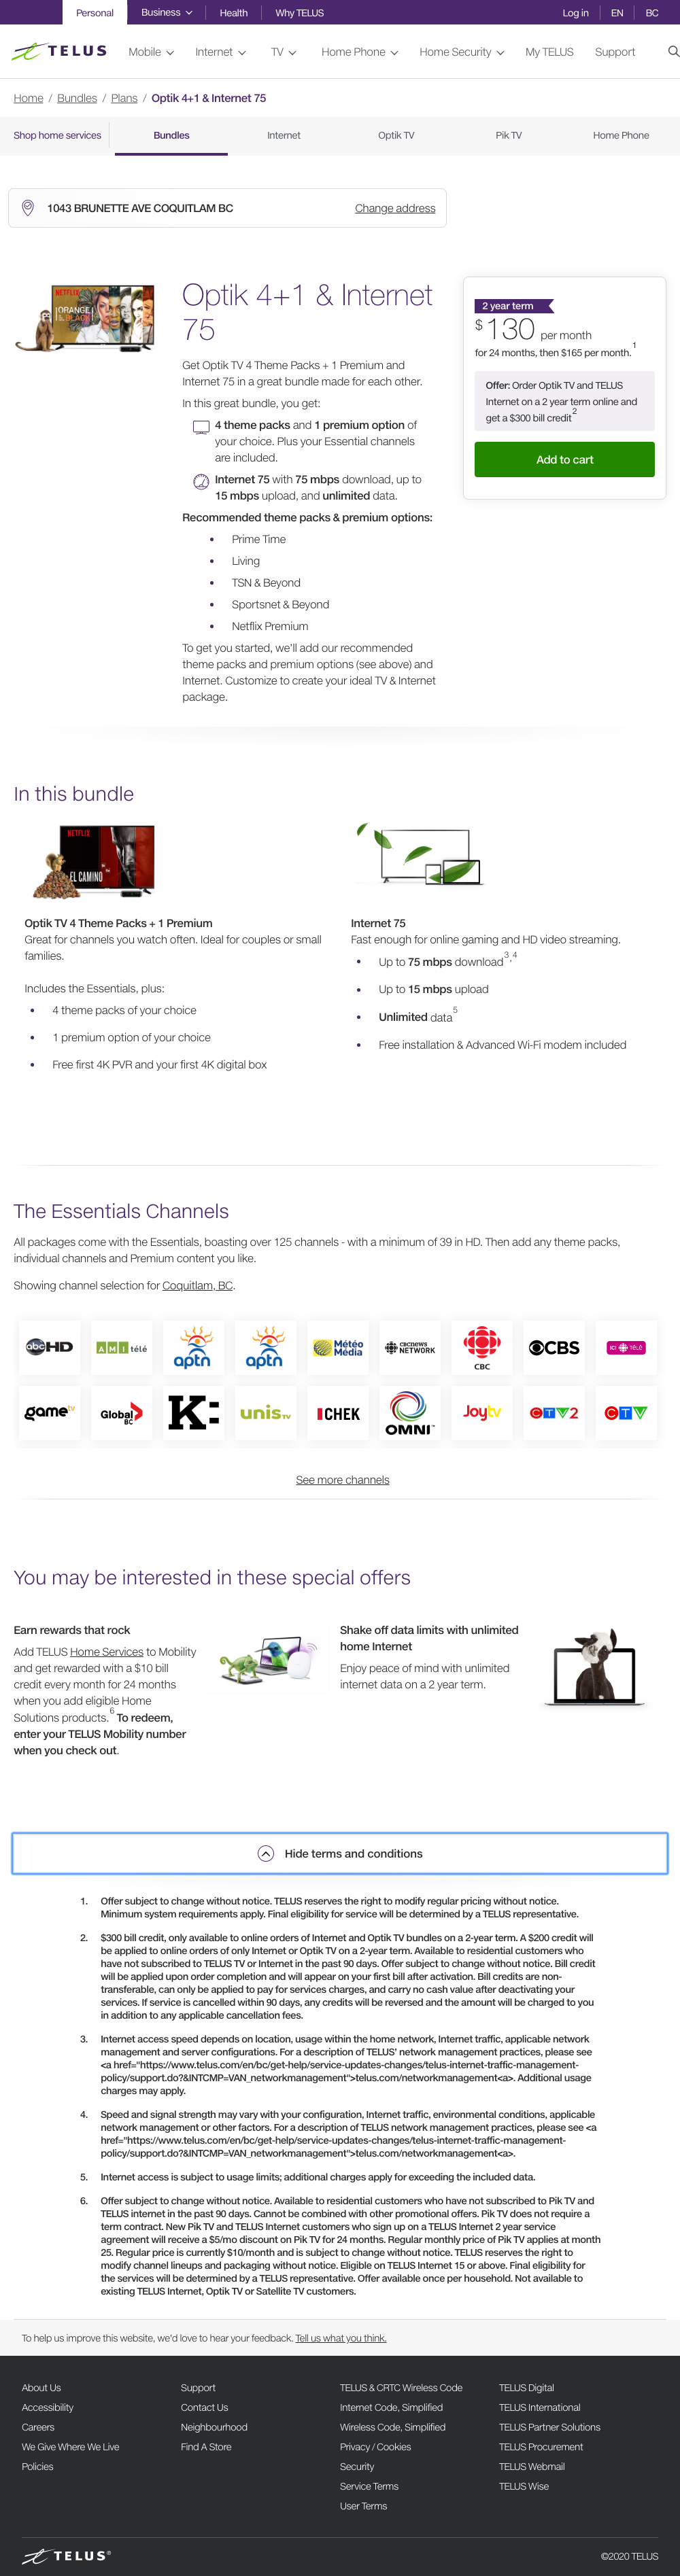 Personal Business Health Why TELUS Log in EN BC
TELUS Mobile Internet TV Home Phone Home Security My TELUS Support
Home / Bundles / Plans / Optik 4+1 & Internet 75
Shop home services Bundles Internet Optik TV Pik TV Home Phone
1043 BRUNETTE AVE COQUITLAM BC Change address
NETFLIX
ORANGE
BLACK
Optik 4+1 & Internet
75
Get Optik TV 4 Theme Packs + 1 Premium and
Internet 75 in a great bundle made for each other.
In this great bundle, you get:
4 theme packs and 1 premium option of
your choice. Plus your Essential channels
are included.
Internet 75 with 75 mbps download, up to
15 mbps upload, and unlimited data.
Recommended theme packs & premium options:
• Prime Time
• Living
• TSN & Beyond
• Sportsnet & Beyond
• Netflix Premium
To get you started, we'll add our recommended
theme packs and premium options (see above) and
Internet. Customize to create your ideal TV & Internet
package.
2 year term
$130 per month
for 24 months, then $165 per month.1
Offer: Order Optik TV and TELUS
Internet on a 2 year term online and
get a $300 bill credit2
Add to cart
In this bundle
NETFLIX
EL CAMINO
Optik TV 4 Theme Packs + 1 Premium
Great for channels you watch often. Ideal for couples or small
families.
Includes the Essentials, plus:
• 4 theme packs of your choice
• 1 premium option of your choice
• Free first 4K PVR and your first 4K digital box
Internet 75
Fast enough for online gaming and HD video streaming.
• Up to 75 mbps download3,4
• Up to 15 mbps upload
• Unlimited data5
• Free installation & Advanced Wi-Fi modem included
The Essentials Channels
All packages come with the Essentials, boasting over 125 channels - with a minimum of 39 in HD. Then add any theme packs,
individual channels and Premium content you like.
Showing channel selection for Coquitlam, BC.
abc HD AMI télé aptn aptn Météo Média cbc news NETWORK CBC CBS ICI TÉLÉ
game tv Global BC K: unis TV CHEK OMNI Joytv CTV2 CTV
See more channels
You may be interested in these special offers
Earn rewards that rock
Add TELUS Home Services to Mobility
and get rewarded with a $10 bill
credit every month for 24 months
when you add eligible Home
Solutions products.6 To redeem,
enter your TELUS Mobility number
when you check out.
Shake off data limits with unlimited
home Internet
Enjoy peace of mind with unlimited
internet data on a 2 year term.
Hide terms and conditions
1. Offer subject to change without notice. TELUS reserves the right to modify regular pricing without notice.
Minimum system requirements apply. Final eligibility for service will be determined by a TELUS representative.
2. $300 bill credit, only available to online orders of Internet and Optik TV bundles on a 2-year term. A $200 credit will
be applied to online orders of only Internet or Optik TV on a 2-year term. Available to residential customers who
have not subscribed to TELUS TV or Internet in the past 90 days. Offer subject to change without notice. Bill credit
will be applied upon order completion and will appear on your first bill after activation. Bill credits are non-
transferable, can only be applied to pay for services charges, and carry no cash value after deactivating your
services. If service is cancelled within 90 days, any credits will be reversed and the amount will be charged to you
in addition to any applicable cancellation fees.
3. Internet access speed depends on location, usage within the home network, Internet traffic, applicable network
management and server configurations. For a description of TELUS' network management practices, please see
<a href="https://www.telus.com/en/bc/get-help/service-updates-changes/telus-internet-traffic-management-
policy/support.do?&INTCMP=VAN_networkmanagement">telus.com/networkmanagement<a>. Additional usage
charges may apply.
4. Speed and signal strength may vary with your configuration, Internet traffic, environmental conditions, applicable
network management or other factors. For a description of TELUS network management practices, please see <a
href="https://www.telus.com/en/bc/get-help/service-updates-changes/telus-internet-traffic-management-
policy/support.do?&INTCMP=VAN_networkmanagement">telus.com/networkmanagement<a>.
5. Internet access is subject to usage limits; additional charges apply for exceeding the included data.
6. Offer subject to change without notice. Available to residential customers who have not subscribed to Pik TV and
TELUS internet in the past 90 days. Cannot be combined with other promotional offers. Pik TV does not require a
term contract. New Pik TV and TELUS Internet customers who sign up on a TELUS Internet 2 year service
agreement will receive a $5/mo discount on Pik TV for 24 months. Regular monthly price of Pik TV applies at month
25. Regular price is currently $10/month and is subject to change without notice. TELUS reserves the right to
modify channel lineups and packaging without notice. Eligible on TELUS Internet 15 or above. Final eligibility for
the services will be determined by a TELUS representative. Offer available once per household. Not available to
existing TELUS Internet, Optik TV or Satellite TV customers.
To help us improve this website, we'd love to hear your feedback. Tell us what you think.
About Us Support TELUS & CRTC Wireless Code TELUS Digital
Accessibility Contact Us Internet Code, Simplified TELUS International
Careers Neighbourhood Wireless Code, Simplified TELUS Partner Solutions
We Give Where We Live Find A Store Privacy / Cookies TELUS Procurement
Policies Security TELUS Webmail
Service Terms TELUS Wise
User Terms
TELUS® ©2020 TELUS